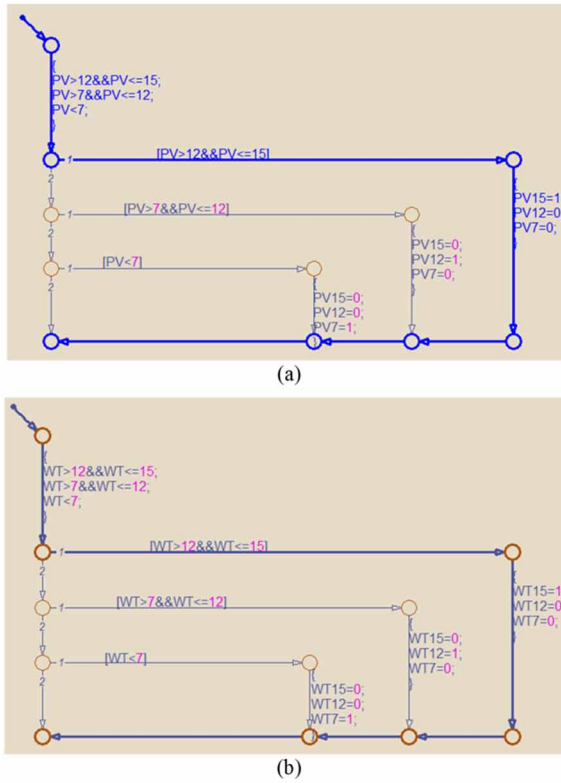 {
PV>12&&PV<=15;
PV>7&&PV<=12;
PV<7;
}
1 [PV>12&&PV<=15]
2
{
PV15=1
PV12=0
PV7=0;
}
1 [PV>7&&PV<=12]
2
{
PV15=0;
PV12=1;
PV7=0;
}
1 [PV<7]
2
{
PV15=0;
PV12=0;
PV7=1;
}
(a)
{
WT>12&&WT<=15;
WT>7&&WT<=12;
WT<7;
}
1 [WT>12&&WT<=15]
2
{
WT15=1
WT12=0
WT7=0;
}
1 [WT>7&&WT<=12]
2
{
WT15=0;
WT12=1;
WT7=0;
}
1 [WT<7]
2
{
WT15=0;
WT12=0;
WT7=1;
}
(b)